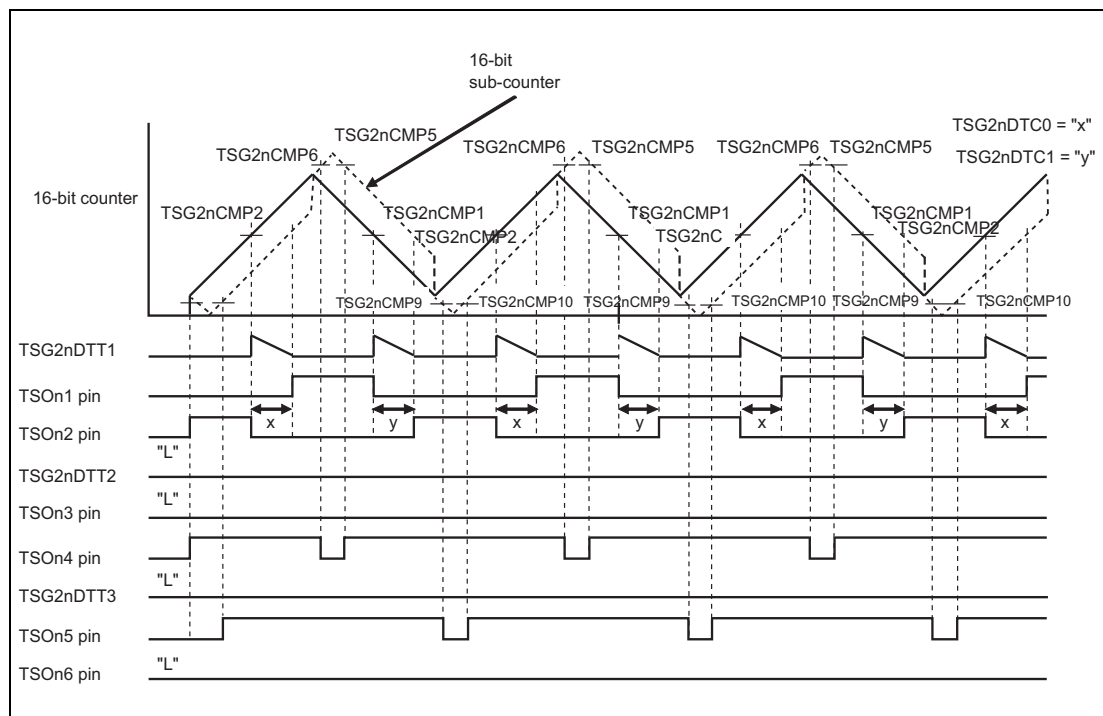 16-bit
sub-counter
TSG2nCMP5
TSG2nCMP6
TSG2nCMP6
TSG2nCMP5
TSG2nCMP6
TSG2nCMP5
TSG2nDTC0 = "x"
TSG2nDTC1 = "y"
16-bit counter
TSG2nCMP2
TSG2nCMP1
TSG2nCMP2
TSG2nCMP1
TSG2nC
TSG2nCMP1
TSG2nCMP2
TSG2nCMP9
TSG2nCMP10
TSG2nCMP9
TSG2nCMP10
TSG2nCMP9
TSG2nCMP10
TSG2nDTT1
TSOn1 pin
x
y
x
y
x
y
x
TSOn2 pin
"L"
TSG2nDTT2
"L"
TSOn3 pin
TSOn4 pin
"L"
TSG2nDTT3
TSOn5 pin
"L"
TSOn6 pin